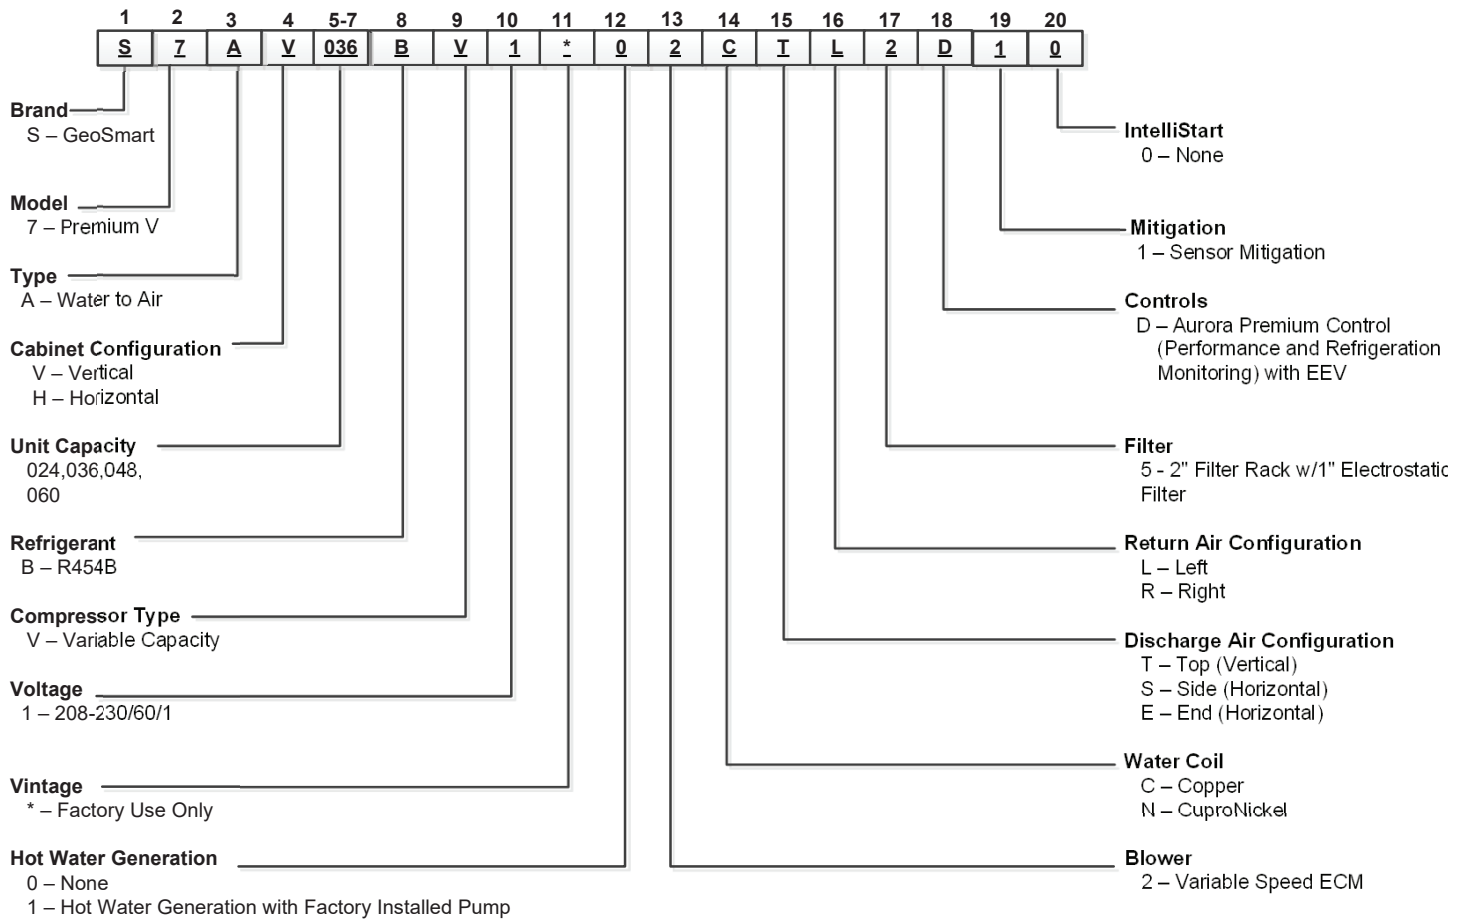 1 2 3 4 5-7 8 9 10 11 12 13 14 15 16 17 18 19 20
S 7 A V 036 B V 1 * 0 2 C T L 2 D 1 0
Brand
S – GeoSmart
Model
7 – Premium V
Type
A – Water to Air
Cabinet Configuration
V – Vertical
H – Horizontal
Unit Capacity
024,036,048,
060
Refrigerant
B – R454B
Compressor Type
V – Variable Capacity
Voltage
1 – 208-230/60/1
Vintage
* – Factory Use Only
Hot Water Generation
0 – None
1 – Hot Water Generation with Factory Installed Pump
IntelliStart
0 – None
Mitigation
1 – Sensor Mitigation
Controls
D – Aurora Premium Control
(Performance and Refrigeration
Monitoring) with EEV
Filter
5 - 2" Filter Rack w/1" Electrostatic
Filter
Return Air Configuration
L – Left
R – Right
Discharge Air Configuration
T – Top (Vertical)
S – Side (Horizontal)
E – End (Horizontal)
Water Coil
C – Copper
N – CuproNickel
Blower
2 – Variable Speed ECM